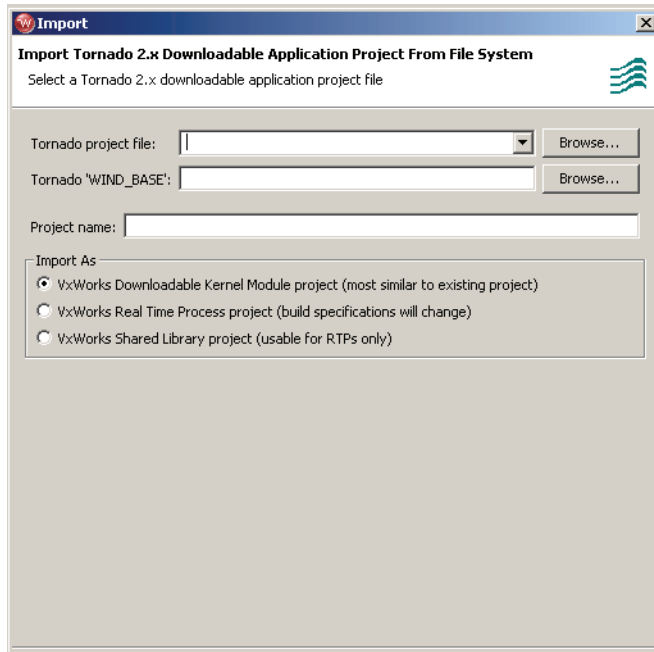 Import
Import Tornado 2.x Downloadable Application Project From File System
Select a Tornado 2.x downloadable application project file
Tornado project file:
Browse...
Tornado 'WIND_BASE':
Browse...
Project name:
Import As
VxWorks Downloadable Kernel Module project (most similar to existing project)
VxWorks Real Time Process project (build specifications will change)
VxWorks Shared Library project (usable for RTPs only)